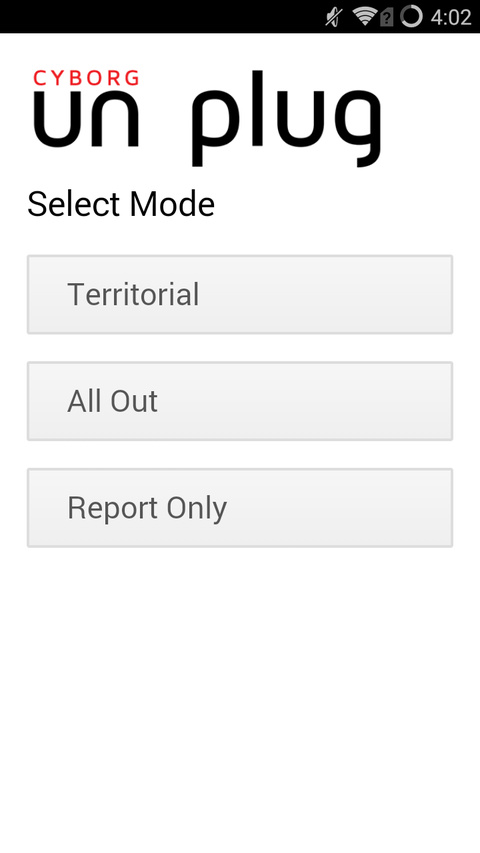 4:02
CYBORG
un plug
Select Mode
Territorial
All Out
Report Only